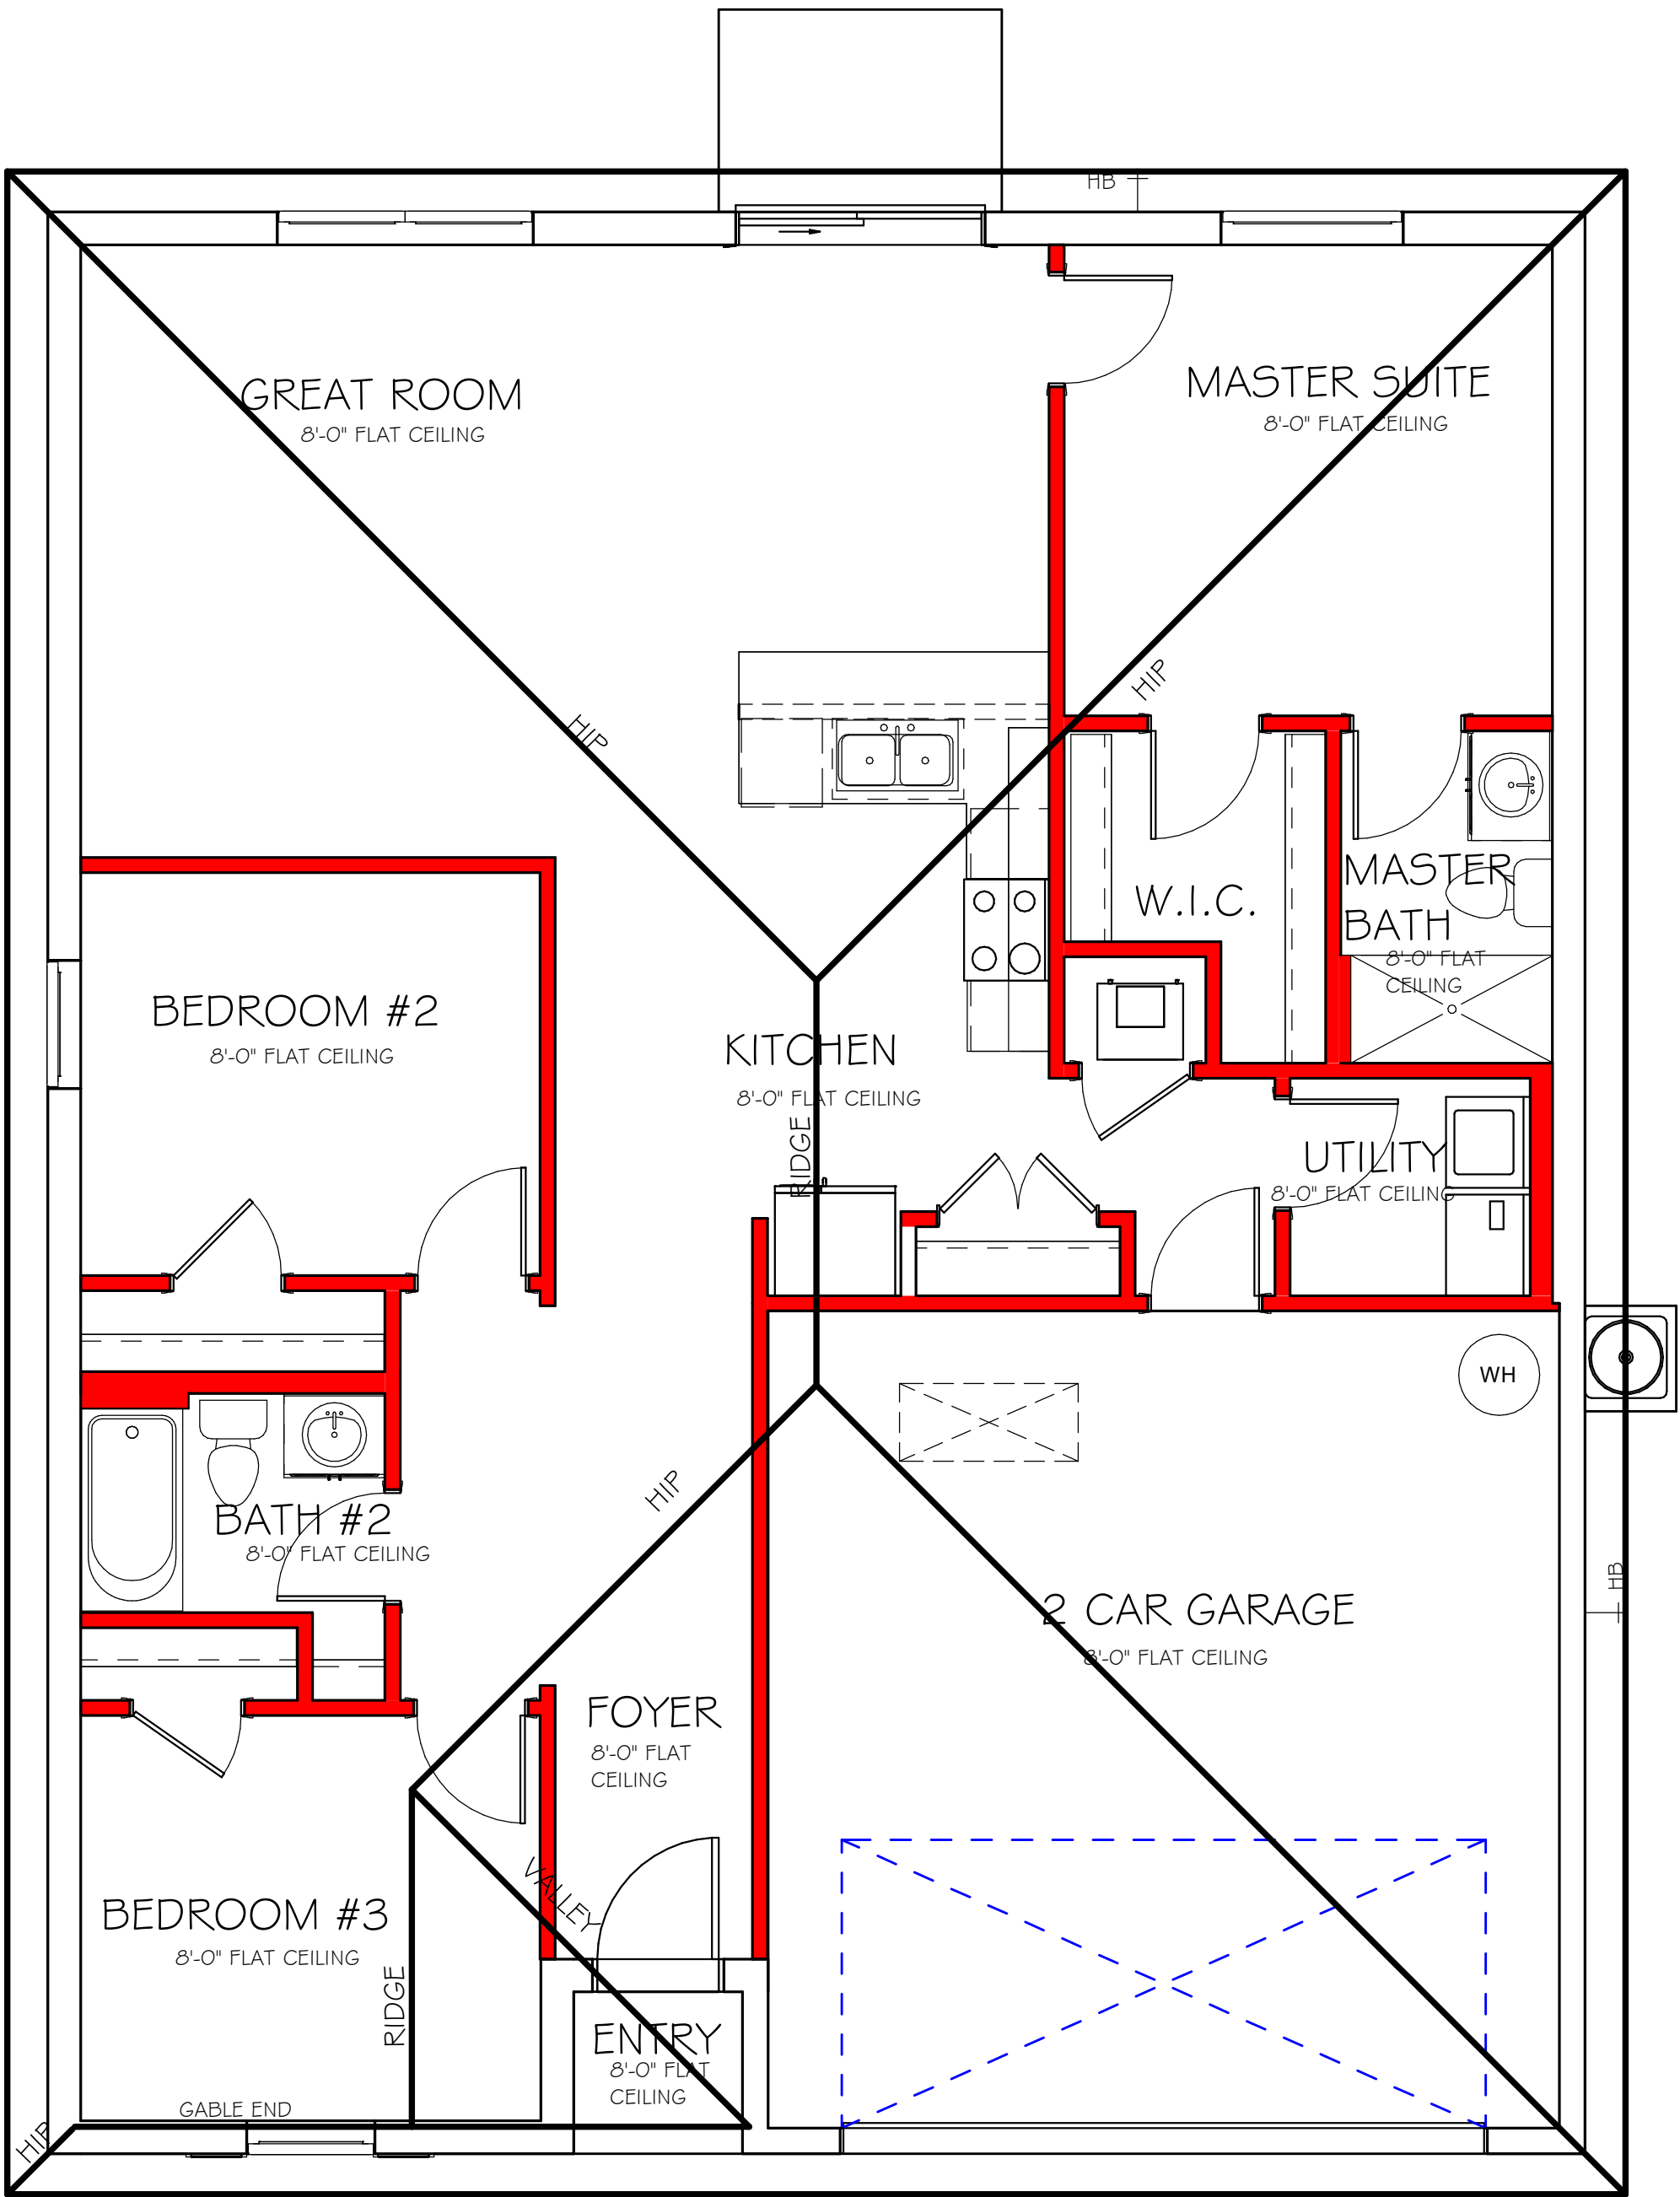 HB
MASTER SUITE
8'-0" FLAT CEILING
GREAT ROOM
8'-0" FLAT CEILING
HIP
HIP
MASTER
BATH
8'-0" FLAT
CEILING
W.I.C.
BEDROOM #2
8'-0" FLAT CEILING
KITCHEN
8'-0" FLAT CEILING
RIDGE
UTILITY
8'-0" FLAT CEILING
WH
HIP
BATH #2
8'-0" FLAT CEILING
HB
2 CAR GARAGE
8'-0" FLAT CEILING
FOYER
8'-0" FLAT
CEILING
VALLEY
BEDROOM #3
8'-0" FLAT CEILING
RIDGE
ENTRY
8'-0" FLAT
CEILING
GABLE END
HIP